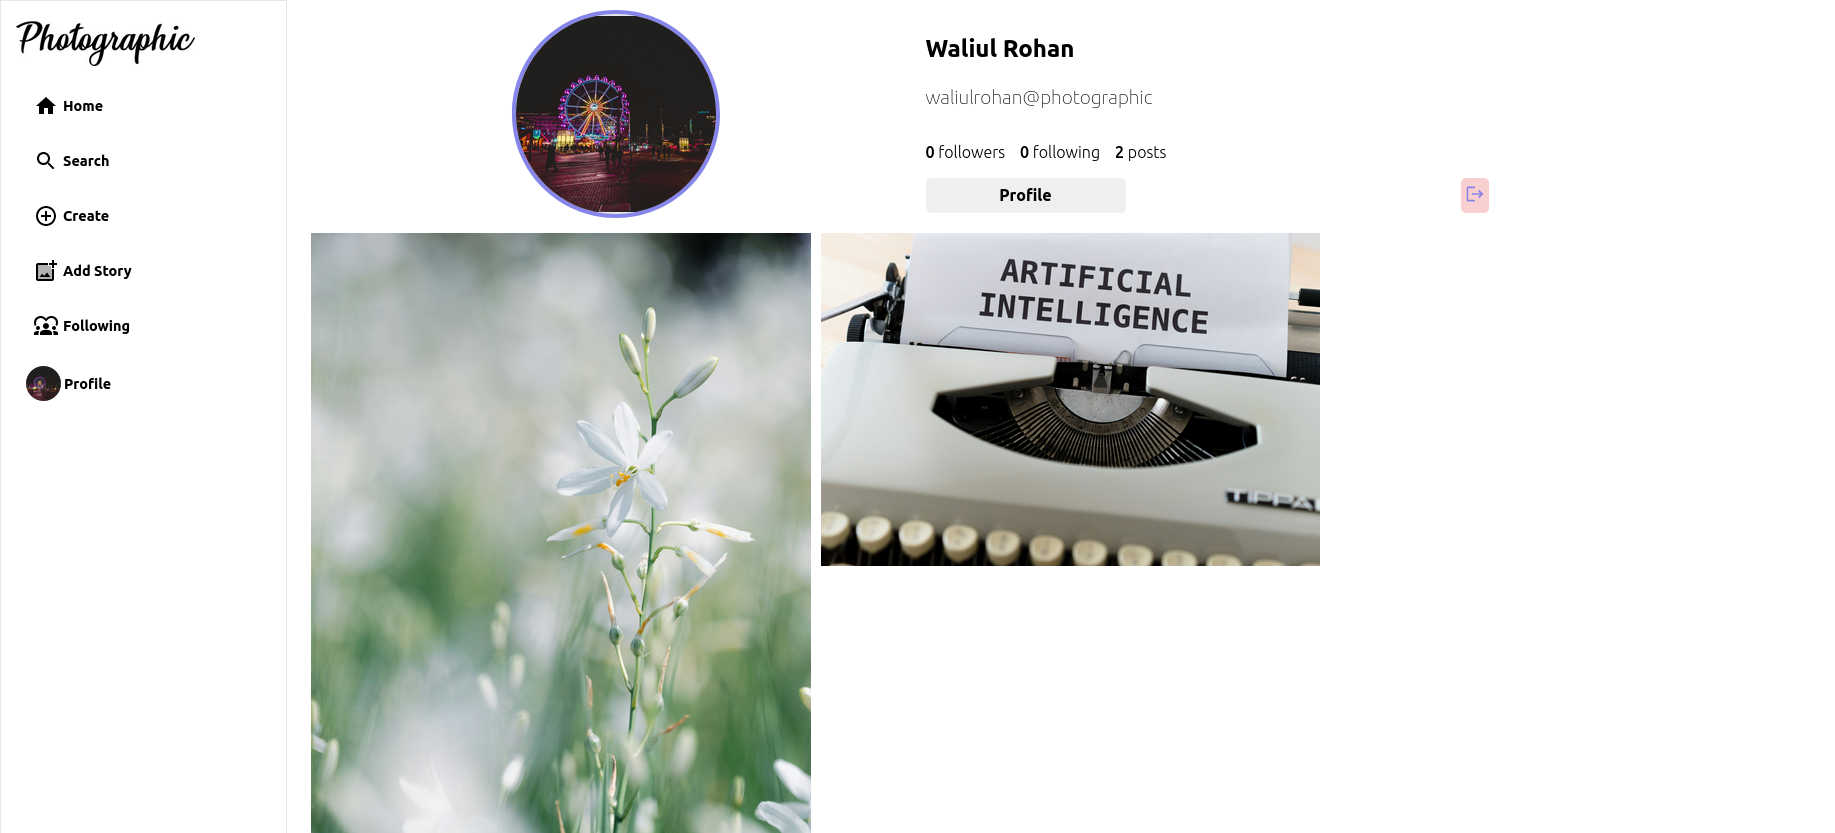 Photographic
Home
Search
Create
Add Story
Following
Profile
Waliul Rohan
waliulrohan@photographic
0 followers 0 following 2 posts
Profile
ARTIFICIAL
INTELLIGENCE